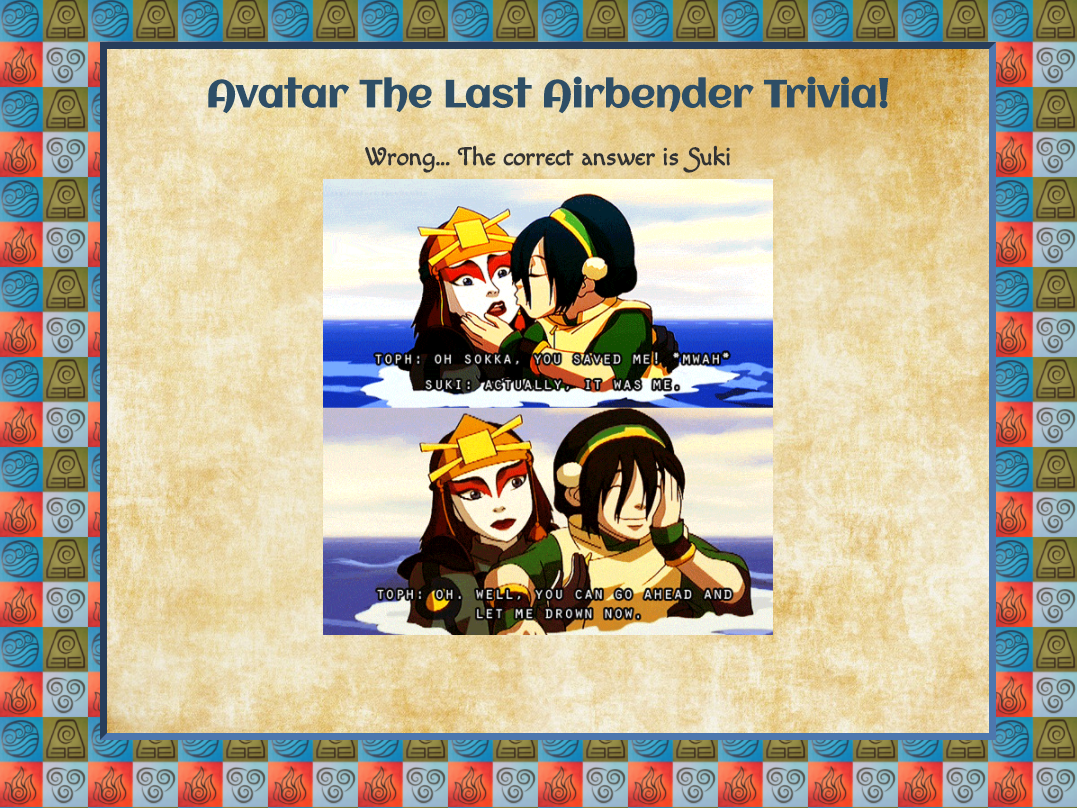 Avatar The Last Airbender Trivia!
Wrong... The correct answer is Suki
TOPH: OH SOKKA, YOU SAVED ME! *MWAH*
SUKI: ACTUALLY, IT WAS ME.
TOPH: OH. WELL, YOU CAN GO AHEAD AND
LET ME DROWN NOW.